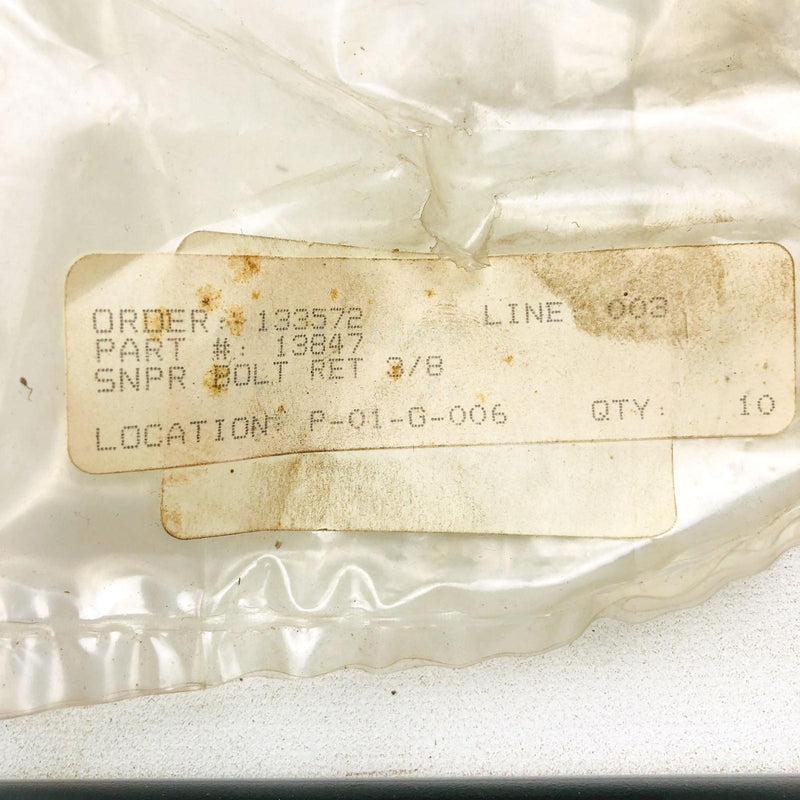 ORDER: 133572 LINE 003
PART #: 13847
SNPR BOLT RET 3/8
LOCATION: P-01-G-006 QTY: 10